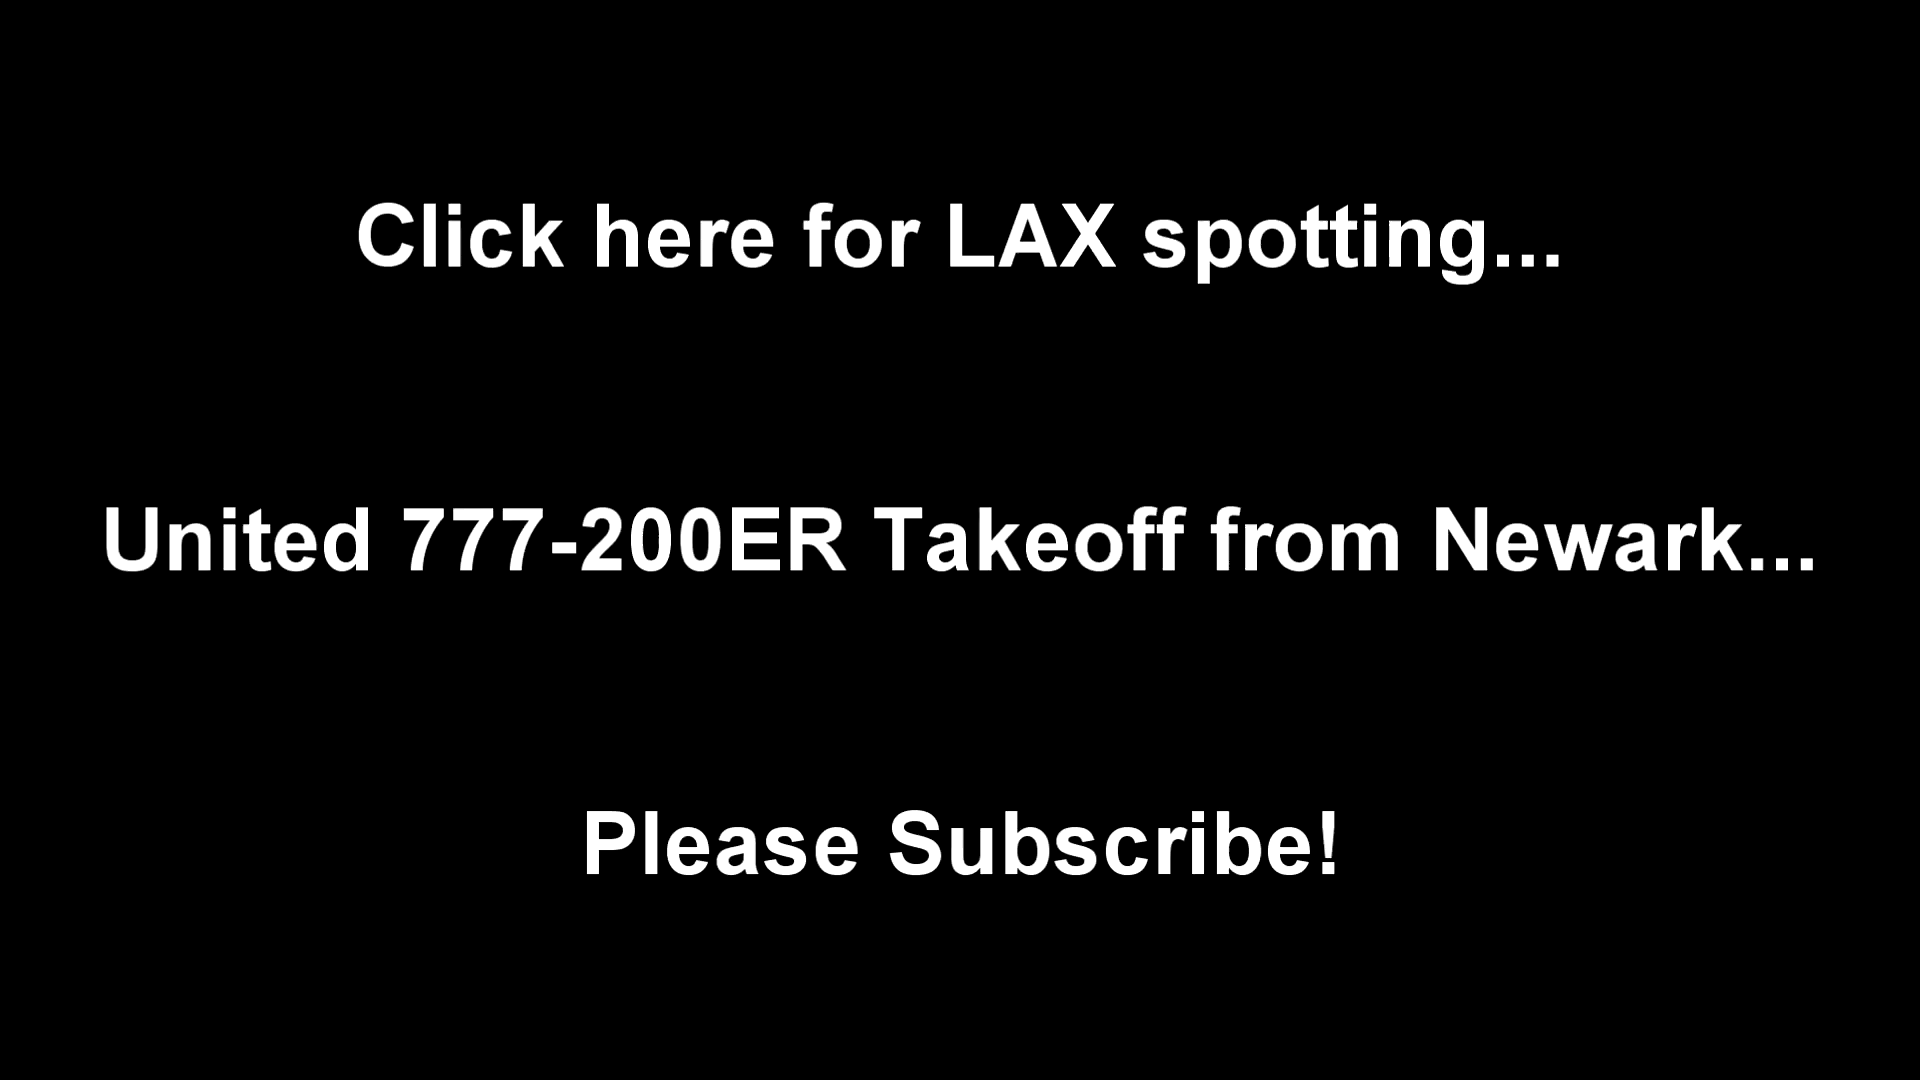 Click here for LAX spotting...
United 777-200ER Takeoff from Newark...
Please Subscribe!